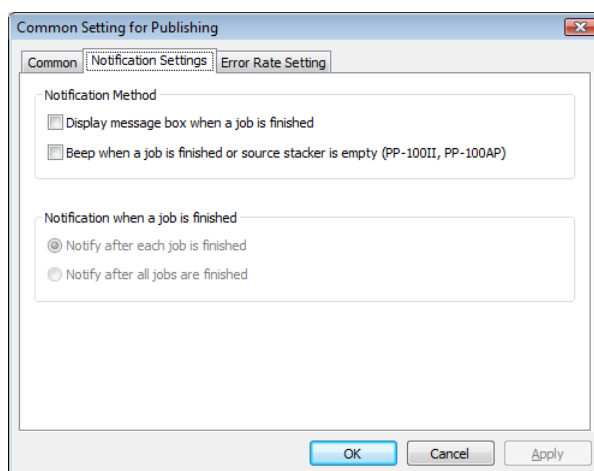 Common Setting for Publishing
Common Notification Settings Error Rate Setting
Notification Method
Display message box when a job is finished
Beep when a job is finished or source stacker is empty (PP-100II, PP-100AP)
Notification when a job is finished
Notify after each job is finished
Notify after all jobs are finished
OK Cancel Apply